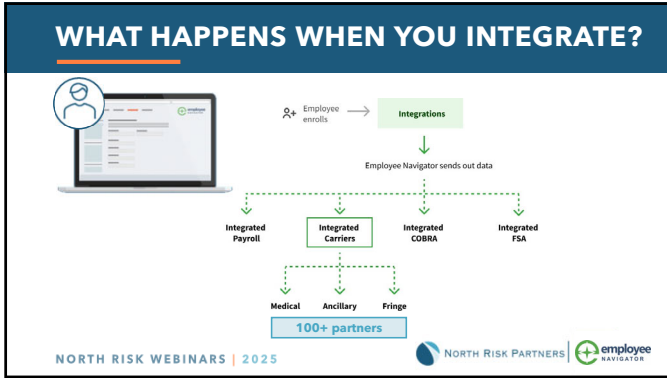 WHAT HAPPENS WHEN YOU INTEGRATE?
employee
Employee
enrolls
Integrations
Employee Navigator sends out data
Integrated
Payroll
Integrated
Carriers
Integrated
COBRA
Integrated
FSA
Medical
Ancillary
Fringe
100+ partners
NORTH RISK WEBINARS | 2025
NORTH RISK PARTNERS
employee
NAVIGATOR